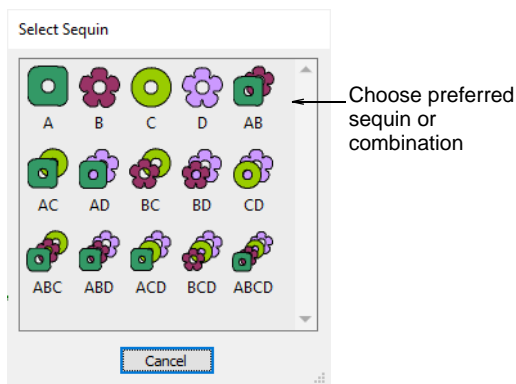 Select Sequin
A B C D AB
AC AD BC BD CD
ABC ABD ACD BCD ABCD
Cancel
Choose preferred
sequin or
combination